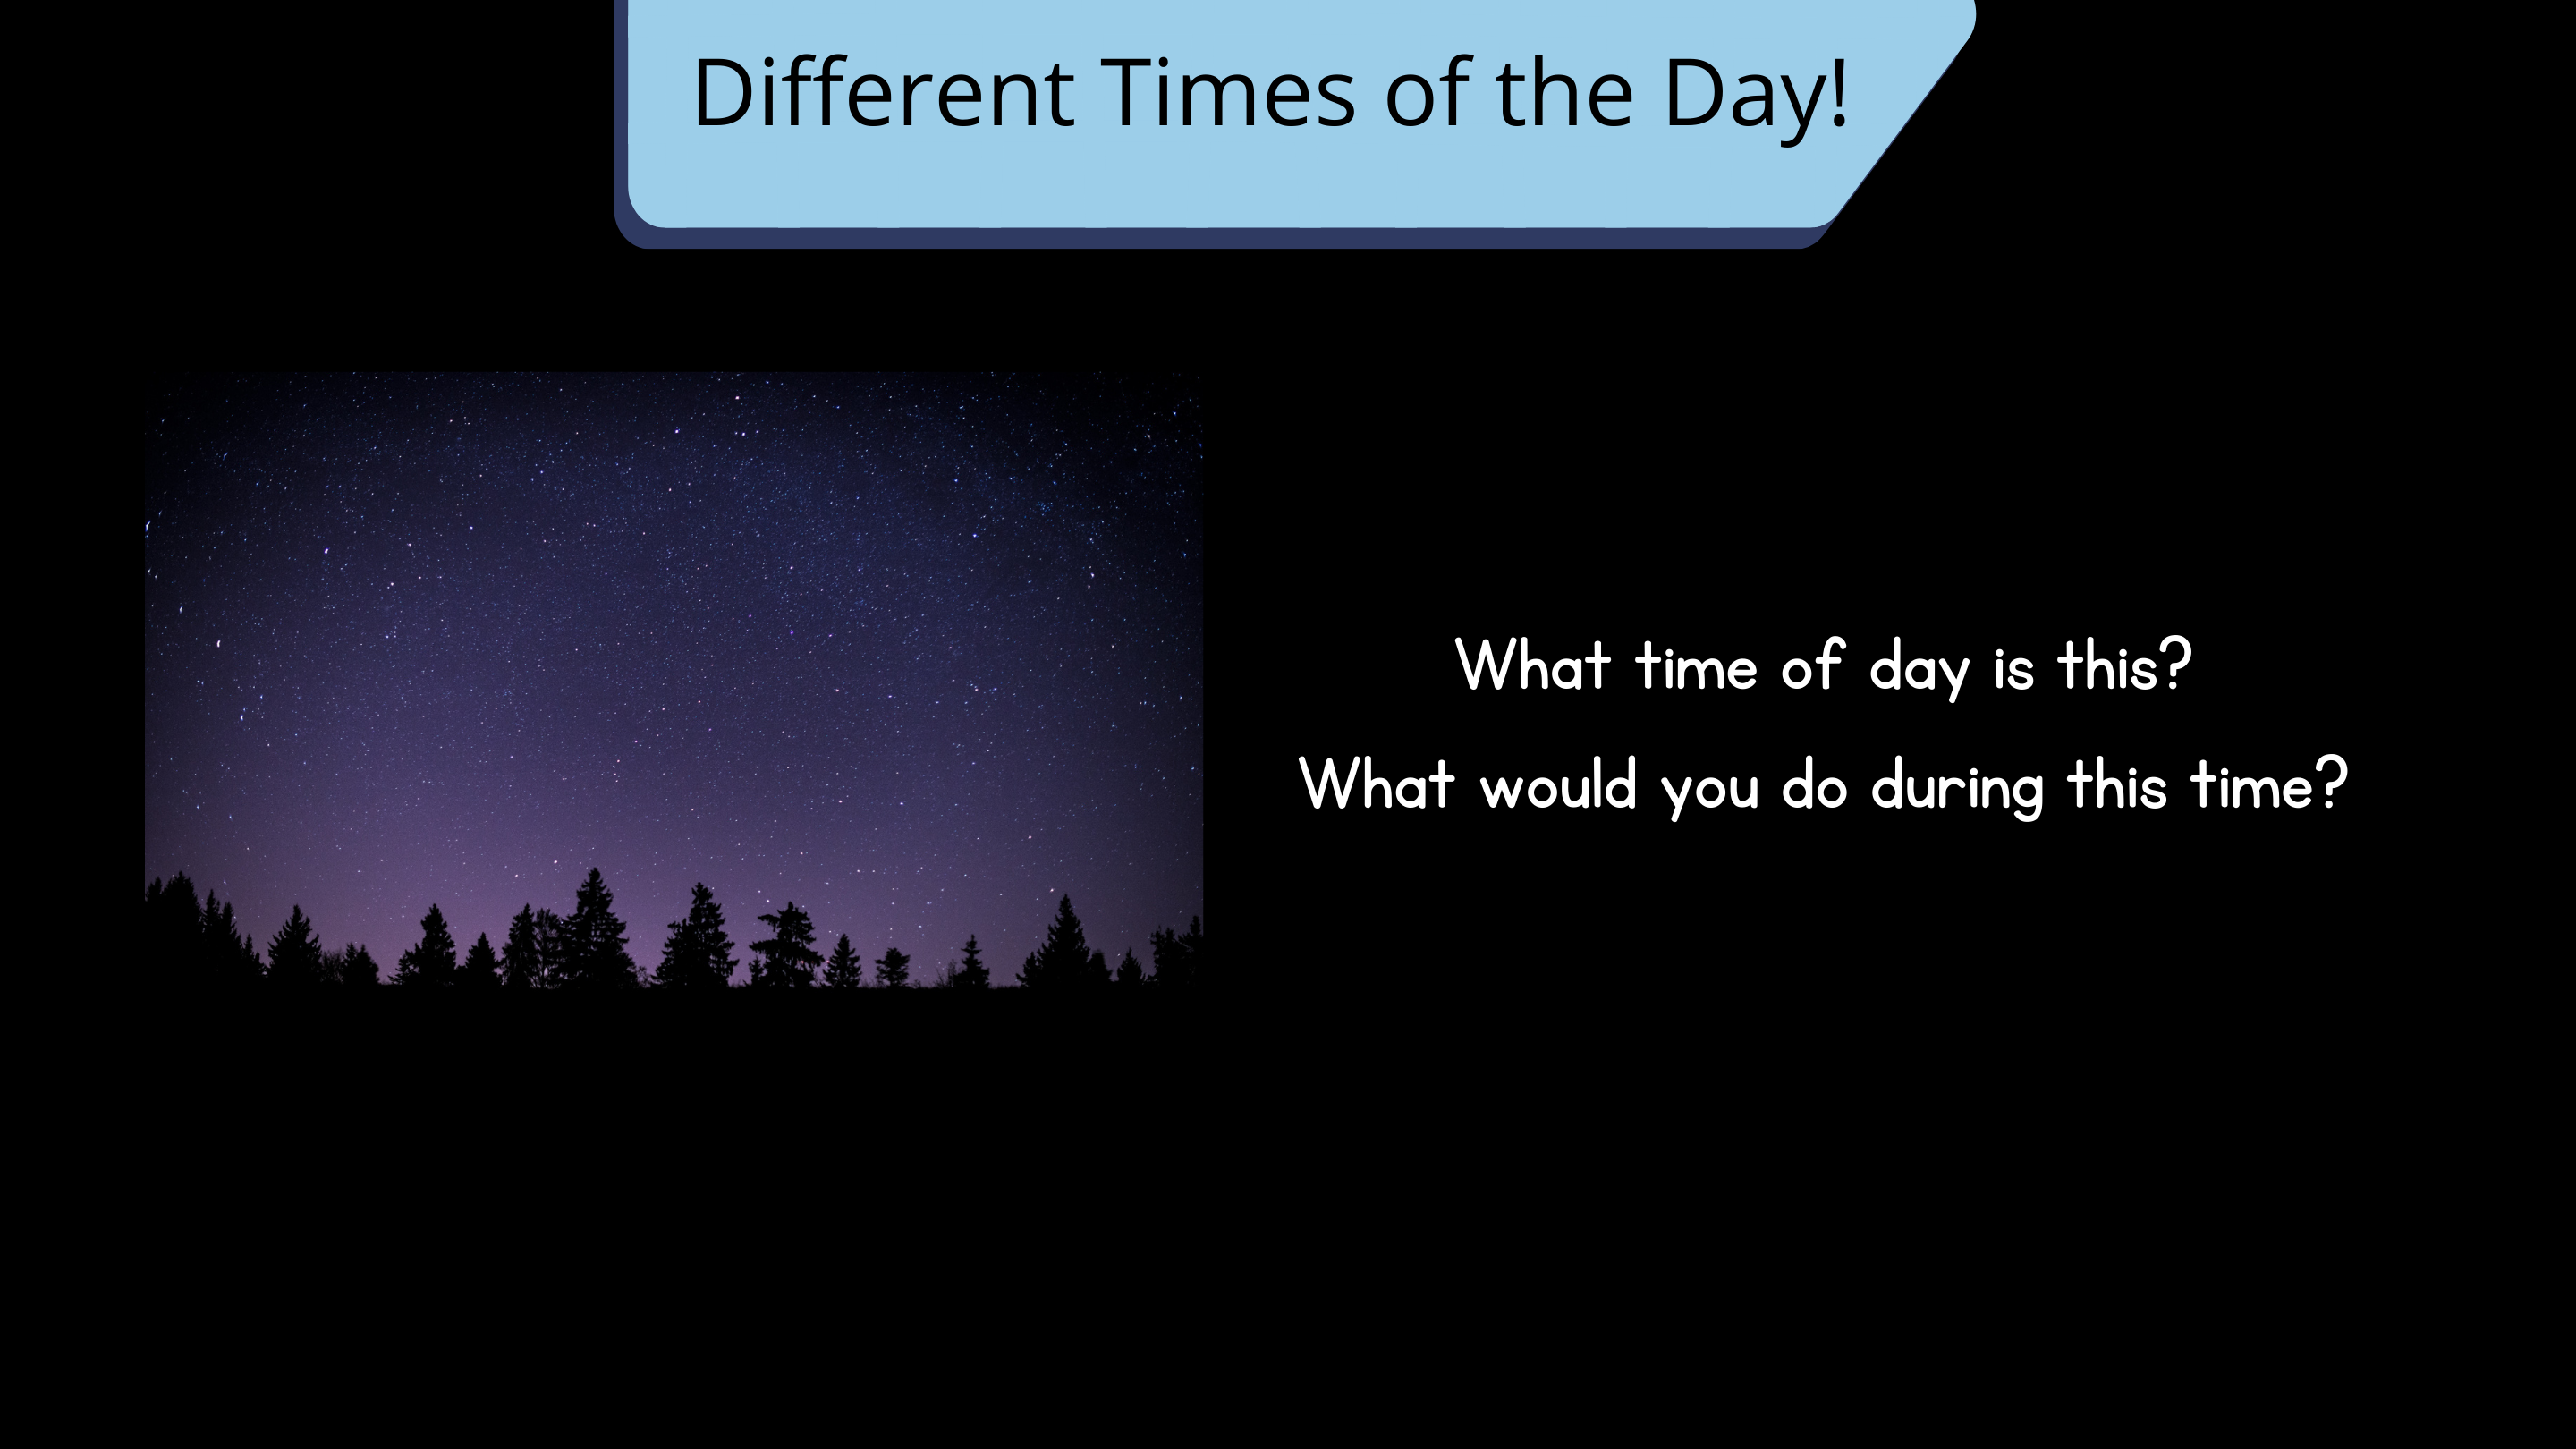 Different Times of the Day!
What time of day is this?
What would you do during this time?